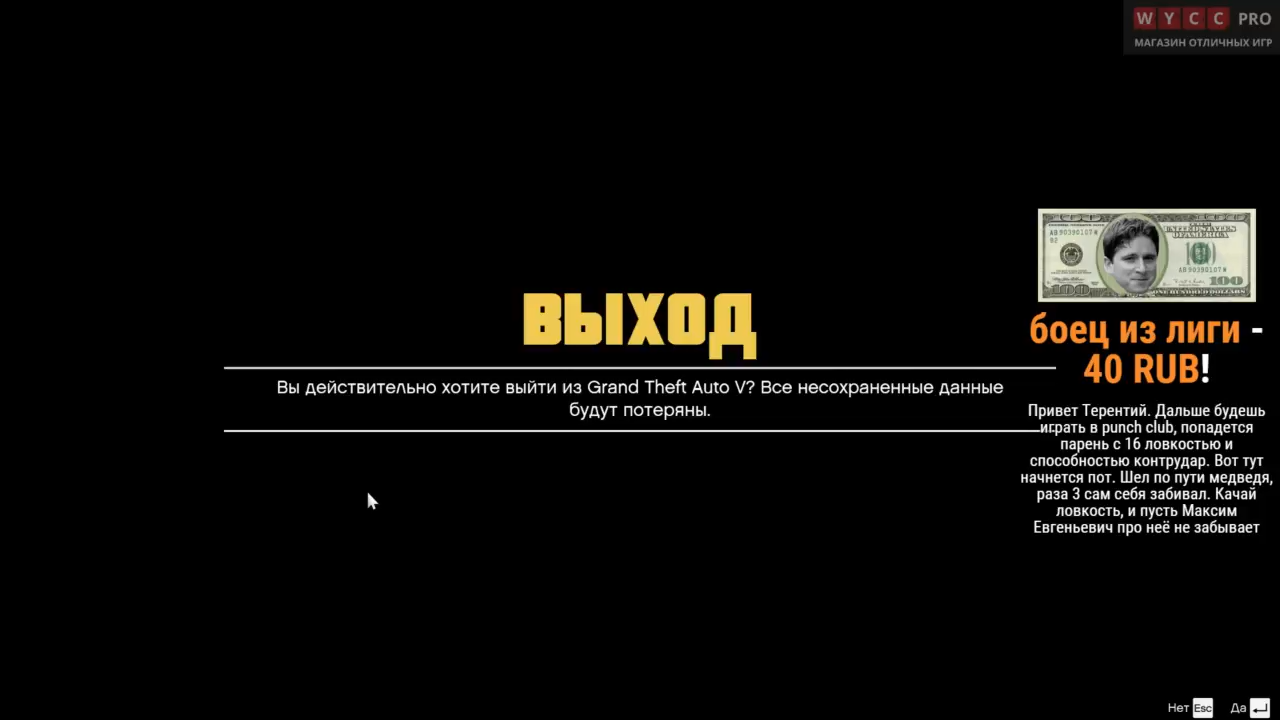 WYCC PRO
МАГАЗИН ОТЛИЧНЫХ ИГР
AB90390107W
100
ВЫХОД
Вы действительно хотите выйти из Grand Theft Auto V? Все несохраненные данные
будут потеряны.
боец из лиги -
40 RUB!
Привет Терентий. Дальше будешь
играть в punch club, попадется
парень с 16 ловкостью и
способностью контрудар. Вот тут
начнется пот. Шел по пути медведя,
раза 3 сам себя забивал. Качай
ловкость, и пусть Максим
Евгеньевич про неё не забывает
Нет Esc Да